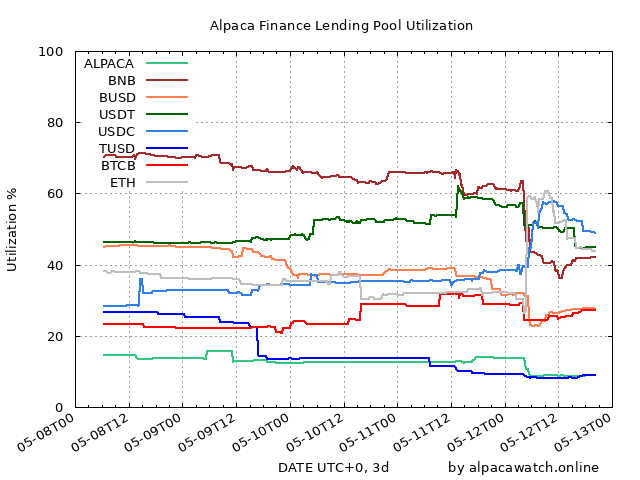 Alpaca Finance Lending Pool Utilization
100
80
60
40
20
0
Utilization %
ALPACA
BNB
BUSD
USDT
USDC
TUSD
BTCB
ETH
05-08T00
05-08T12
05-09T00
05-09T12
05-10T00
05-10T12
05-11T00
05-11T12
05-12T00
05-12T12
05-13T00
DATE UTC+0, 3d
by alpacawatch.online